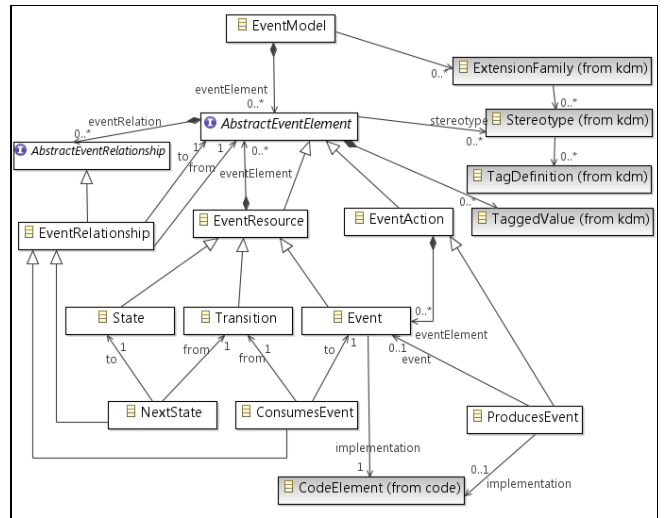 EventModel
eventElement
0..*
0..*
ExtensionFamily (from kdm)
0..*
eventRelation
0..*
AbstractEventElement
stereotype
0..*
Stereotype (from kdm)
0..*
AbstractEventRelationship
to
from
1
1
0..*
eventElement
TagDefinition (from kdm)
0..*
TaggedValue (from kdm)
EventRelationship
EventResource
EventAction
State
Transition
Event
0..*
eventElement
1
to
from
1
from
1
to
1
0..1
event
NextState
ConsumesEvent
ProducesEvent
implementation
1
0..1
implementation
CodeElement (from code)